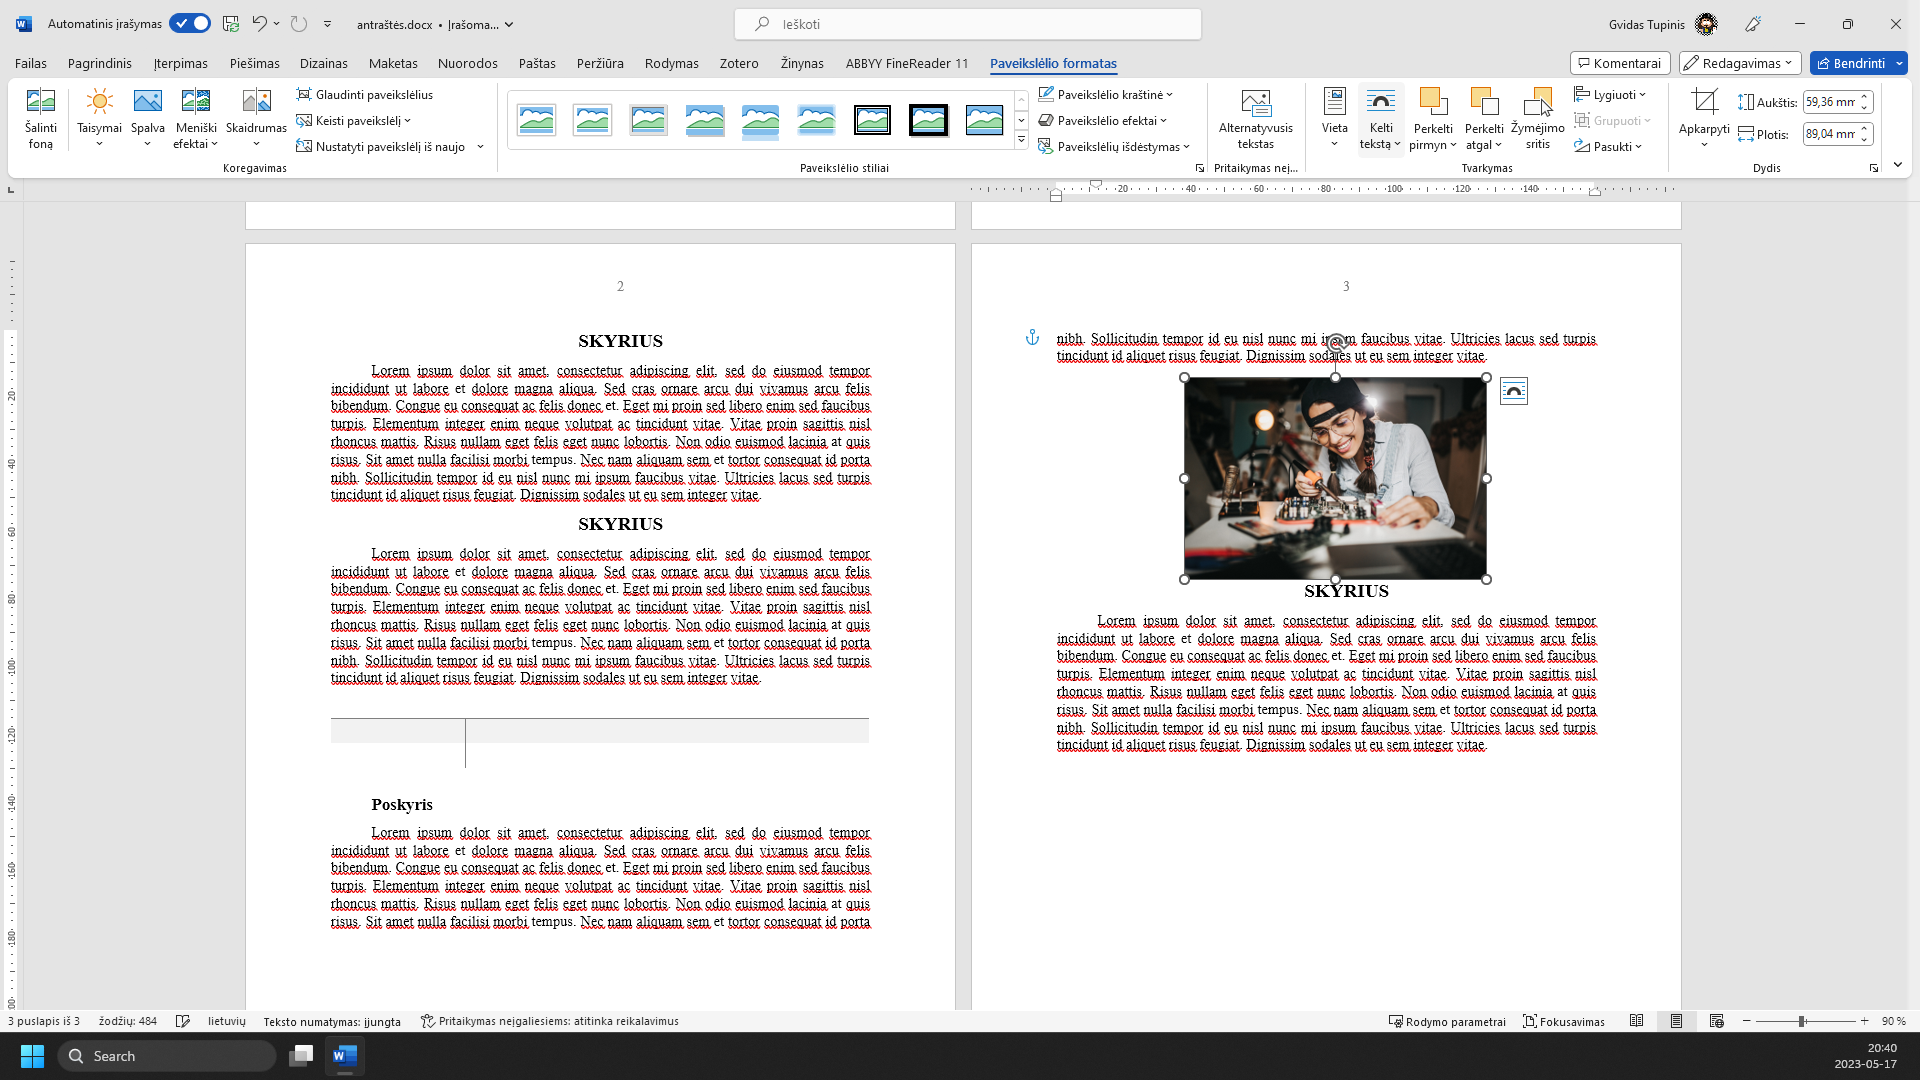 Automatinis įrašymas
antraštės.docx • Įrašoma...
Ieškoti
Gvidas Tupinis
Failas Pagrindinis Įterpimas Piešimas Dizainas Maketas Nuorodos Paštas Peržiūra Rodymas Zotero Žinynas ABBYY FineReader 11 Paveikslėlio formatas
Komentarai Redagavimas Bendrinti
Šalinti foną
Taisymai
Spalva
Meniški efektai
Skaidrumas
Glaudinti paveikslėlius
Keisti paveikslėlį
Nustatyti paveikslėlį iš naujo
Koregavimas
Paveikslėlio stiliai
Paveikslėlio kraštinė
Paveikslėlio efektai
Paveikslėlių išdėstymas
Alternatyvusis tekstas
Pritaikymas nej...
Vieta
Kelti tekstą
Perkelti pirmyn
Perkelti atgal
Žymėjimo sritis
Lygiuoti
Grupuoti
Pasukti
Tvarkymas
Apkarpyti
Aukštis: 59,36 mm
Plotis: 89,04 mm
Dydis
20 40 60 80 100 120 140
20
40
60
80
100
120
140
160
180
2
SKYRIUS
Lorem ipsum dolor sit amet, consectetur adipiscing elit, sed do eiusmod tempor
incididunt ut labore et dolore magna aliqua. Sed cras ornare arcu dui vivamus arcu felis
bibendum. Congue eu consequat ac felis donec et. Eget mi proin sed libero enim sed faucibus
turpis. Elementum integer enim neque volutpat ac tincidunt vitae. Vitae proin sagittis nisl
rhoncus mattis. Risus nullam eget felis eget nunc lobortis. Non odio euismod lacinia at quis
risus. Sit amet nulla facilisi morbi tempus. Nec nam aliquam sem et tortor consequat id porta
nibh. Sollicitudin tempor id eu nisl nunc mi ipsum faucibus vitae. Ultricies lacus sed turpis
tincidunt id aliquet risus feugiat. Dignissim sodales ut eu sem integer vitae.
SKYRIUS
Lorem ipsum dolor sit amet, consectetur adipiscing elit, sed do eiusmod tempor
incididunt ut labore et dolore magna aliqua. Sed cras ornare arcu dui vivamus arcu felis
bibendum. Congue eu consequat ac felis donec et. Eget mi proin sed libero enim sed faucibus
turpis. Elementum integer enim neque volutpat ac tincidunt vitae. Vitae proin sagittis nisl
rhoncus mattis. Risus nullam eget felis eget nunc lobortis. Non odio euismod lacinia at quis
risus. Sit amet nulla facilisi morbi tempus. Nec nam aliquam sem et tortor consequat id porta
nibh. Sollicitudin tempor id eu nisl nunc mi ipsum faucibus vitae. Ultricies lacus sed turpis
tincidunt id aliquet risus feugiat. Dignissim sodales ut eu sem integer vitae.
Poskyris
Lorem ipsum dolor sit amet, consectetur adipiscing elit, sed do eiusmod tempor
incididunt ut labore et dolore magna aliqua. Sed cras ornare arcu dui vivamus arcu felis
bibendum. Congue eu consequat ac felis donec et. Eget mi proin sed libero enim sed faucibus
turpis. Elementum integer enim neque volutpat ac tincidunt vitae. Vitae proin sagittis nisl
rhoncus mattis. Risus nullam eget felis eget nunc lobortis. Non odio euismod lacinia at quis
risus. Sit amet nulla facilisi morbi tempus. Nec nam aliquam sem et tortor consequat id porta
3
nibh. Sollicitudin tempor id eu nisl nunc mi ipsum faucibus vitae. Ultricies lacus sed turpis
tincidunt id aliquet risus feugiat. Dignissim sodales ut eu sem integer vitae.
SKYRIUS
Lorem ipsum dolor sit amet, consectetur adipiscing elit, sed do eiusmod tempor
incididunt ut labore et dolore magna aliqua. Sed cras ornare arcu dui vivamus arcu felis
bibendum. Congue eu consequat ac felis donec et. Eget mi proin sed libero enim sed faucibus
turpis. Elementum integer enim neque volutpat ac tincidunt vitae. Vitae proin sagittis nisl
rhoncus mattis. Risus nullam eget felis eget nunc lobortis. Non odio euismod lacinia at quis
risus. Sit amet nulla facilisi morbi tempus. Nec nam aliquam sem et tortor consequat id porta
nibh. Sollicitudin tempor id eu nisl nunc mi ipsum faucibus vitae. Ultricies lacus sed turpis
tincidunt id aliquet risus feugiat. Dignissim sodales ut eu sem integer vitae.
3 puslapis iš 3 žodžių: 484 lietuvių Teksto numatymas: įjungta Pritaikymas neįgaliesiems: atitinka reikalavimus
Rodymo parametrai Fokusavimas 90 %
Search
20:40
2023-05-17